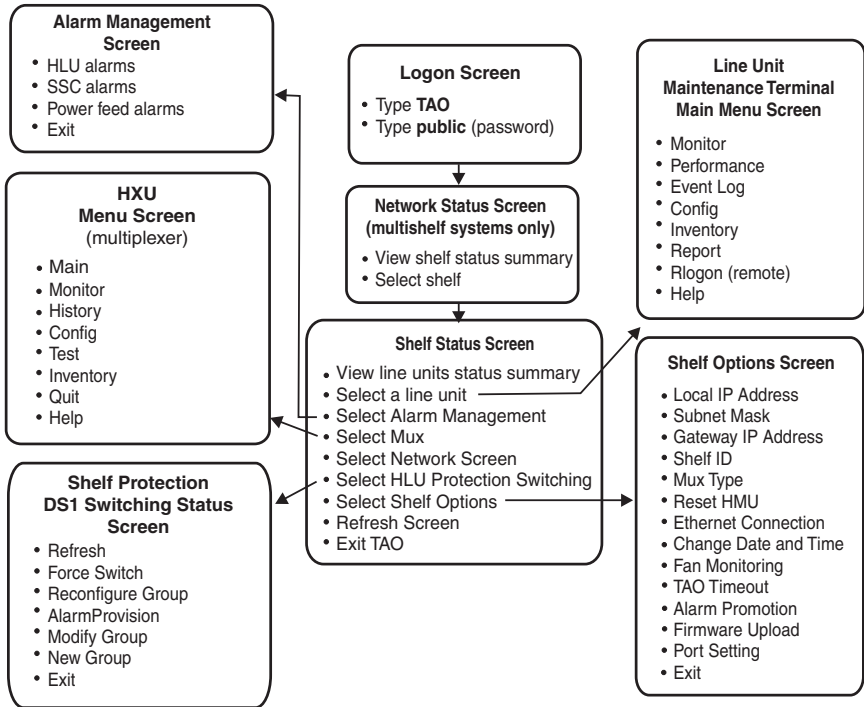 Alarm Management
Screen
• HLU alarms
• SSC alarms
• Power feed alarms
• Exit
HXU
Menu Screen
(multiplexer)
• Main
• Monitor
• History
• Config
• Test
• Inventory
• Quit
• Help
Shelf Protection
DS1 Switching Status
Screen
• Refresh
• Force Switch
• Reconfigure Group
• AlarmProvision
• Modify Group
• New Group
• Exit
Logon Screen
• Type TAO
• Type public (password)
Network Status Screen
(multishelf systems only)
• View shelf status summary
• Select shelf
Shelf Status Screen
• View line units status summary
• Select a line unit
• Select Alarm Management
• Select Mux
• Select Network Screen
• Select HLU Protection Switching
• Select Shelf Options
• Refresh Screen
• Exit TAO
Line Unit
Maintenance Terminal
Main Menu Screen
• Monitor
• Performance
• Event Log
• Config
• Inventory
• Report
• Rlogon (remote)
• Help
Shelf Options Screen
• Local IP Address
• Subnet Mask
• Gateway IP Address
• Shelf ID
• Mux Type
• Reset HMU
• Ethernet Connection
• Change Date and Time
• Fan Monitoring
• TAO Timeout
• Alarm Promotion
• Firmware Upload
• Port Setting
• Exit